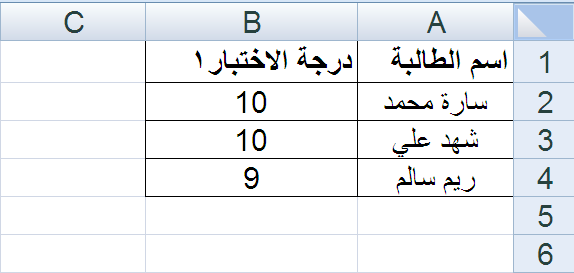 A B C
1 اسم الطالبة درجة الاختبار١
2 سارة محمد 10
3 شهد علي 10
4 ريم سالم 9
5
6